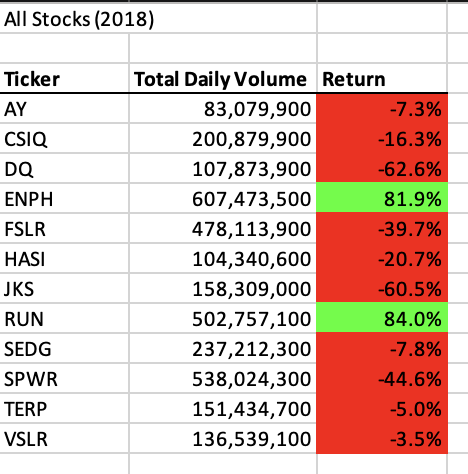 All Stocks (2018)
Ticker Total Daily Volume Return
AY 83,079,900 -7.3%
CSIQ 200,879,900 -16.3%
DQ 107,873,900 -62.6%
ENPH 607,473,500 81.9%
FSLR 478,113,900 -39.7%
HASI 104,340,600 -20.7%
JKS 158,309,000 -60.5%
RUN 502,757,100 84.0%
SEDG 237,212,300 -7.8%
SPWR 538,024,300 -44.6%
TERP 151,434,700 -5.0%
VSLR 136,539,100 -3.5%